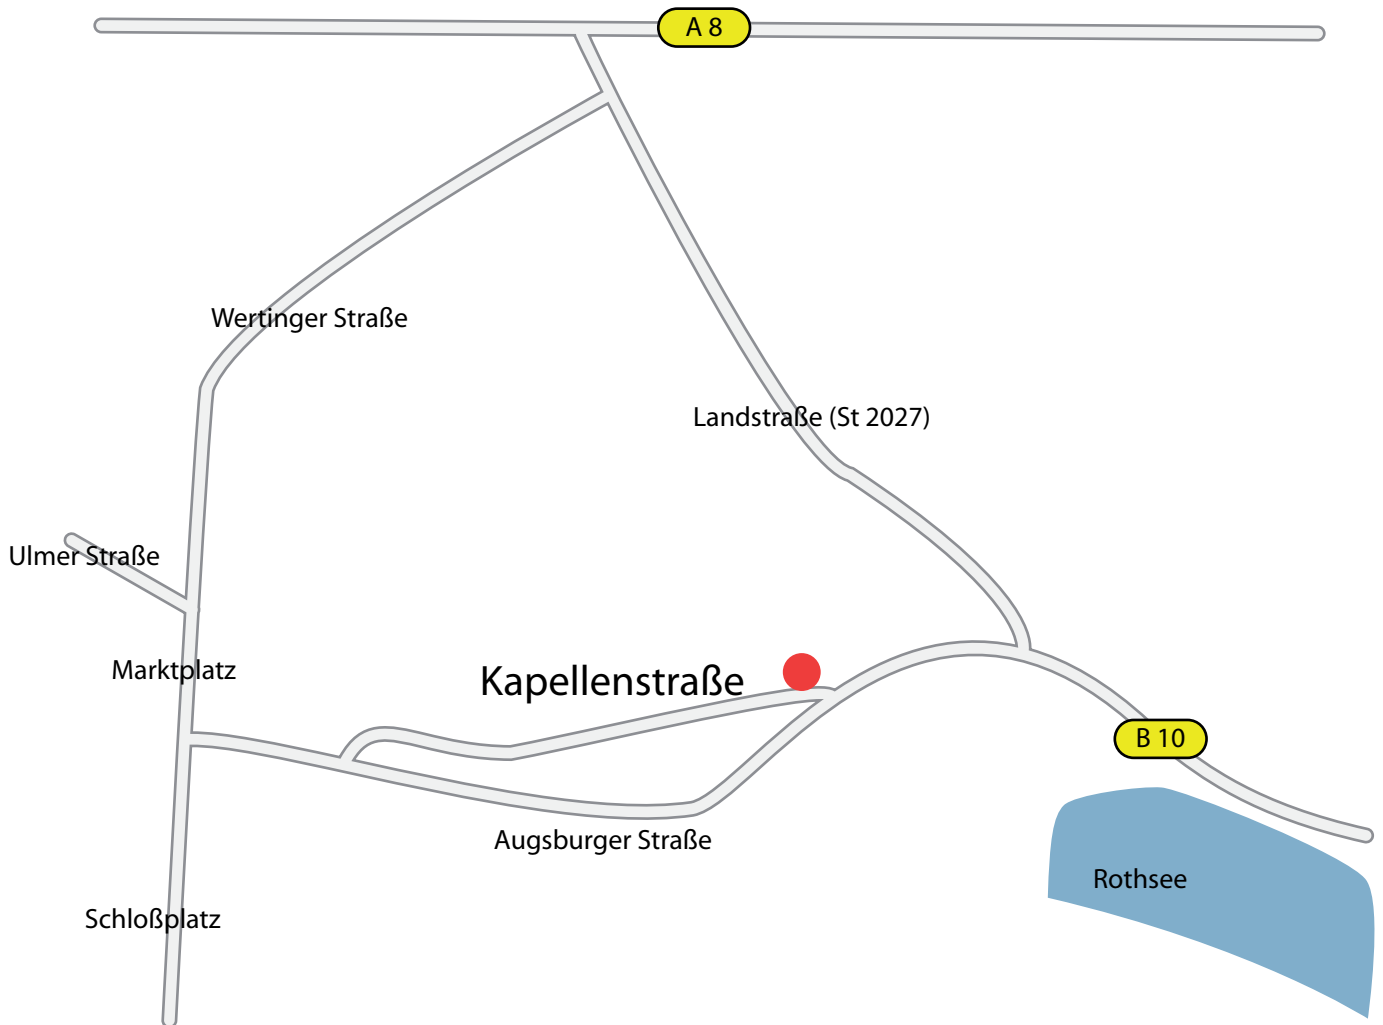 A 8
Wertinger Straße
Landstraße (St 2027)
Ulmer Straße
Marktplatz
Kapellenstraße
B 10
Augsburger Straße
Rothsee
Schloßplatz